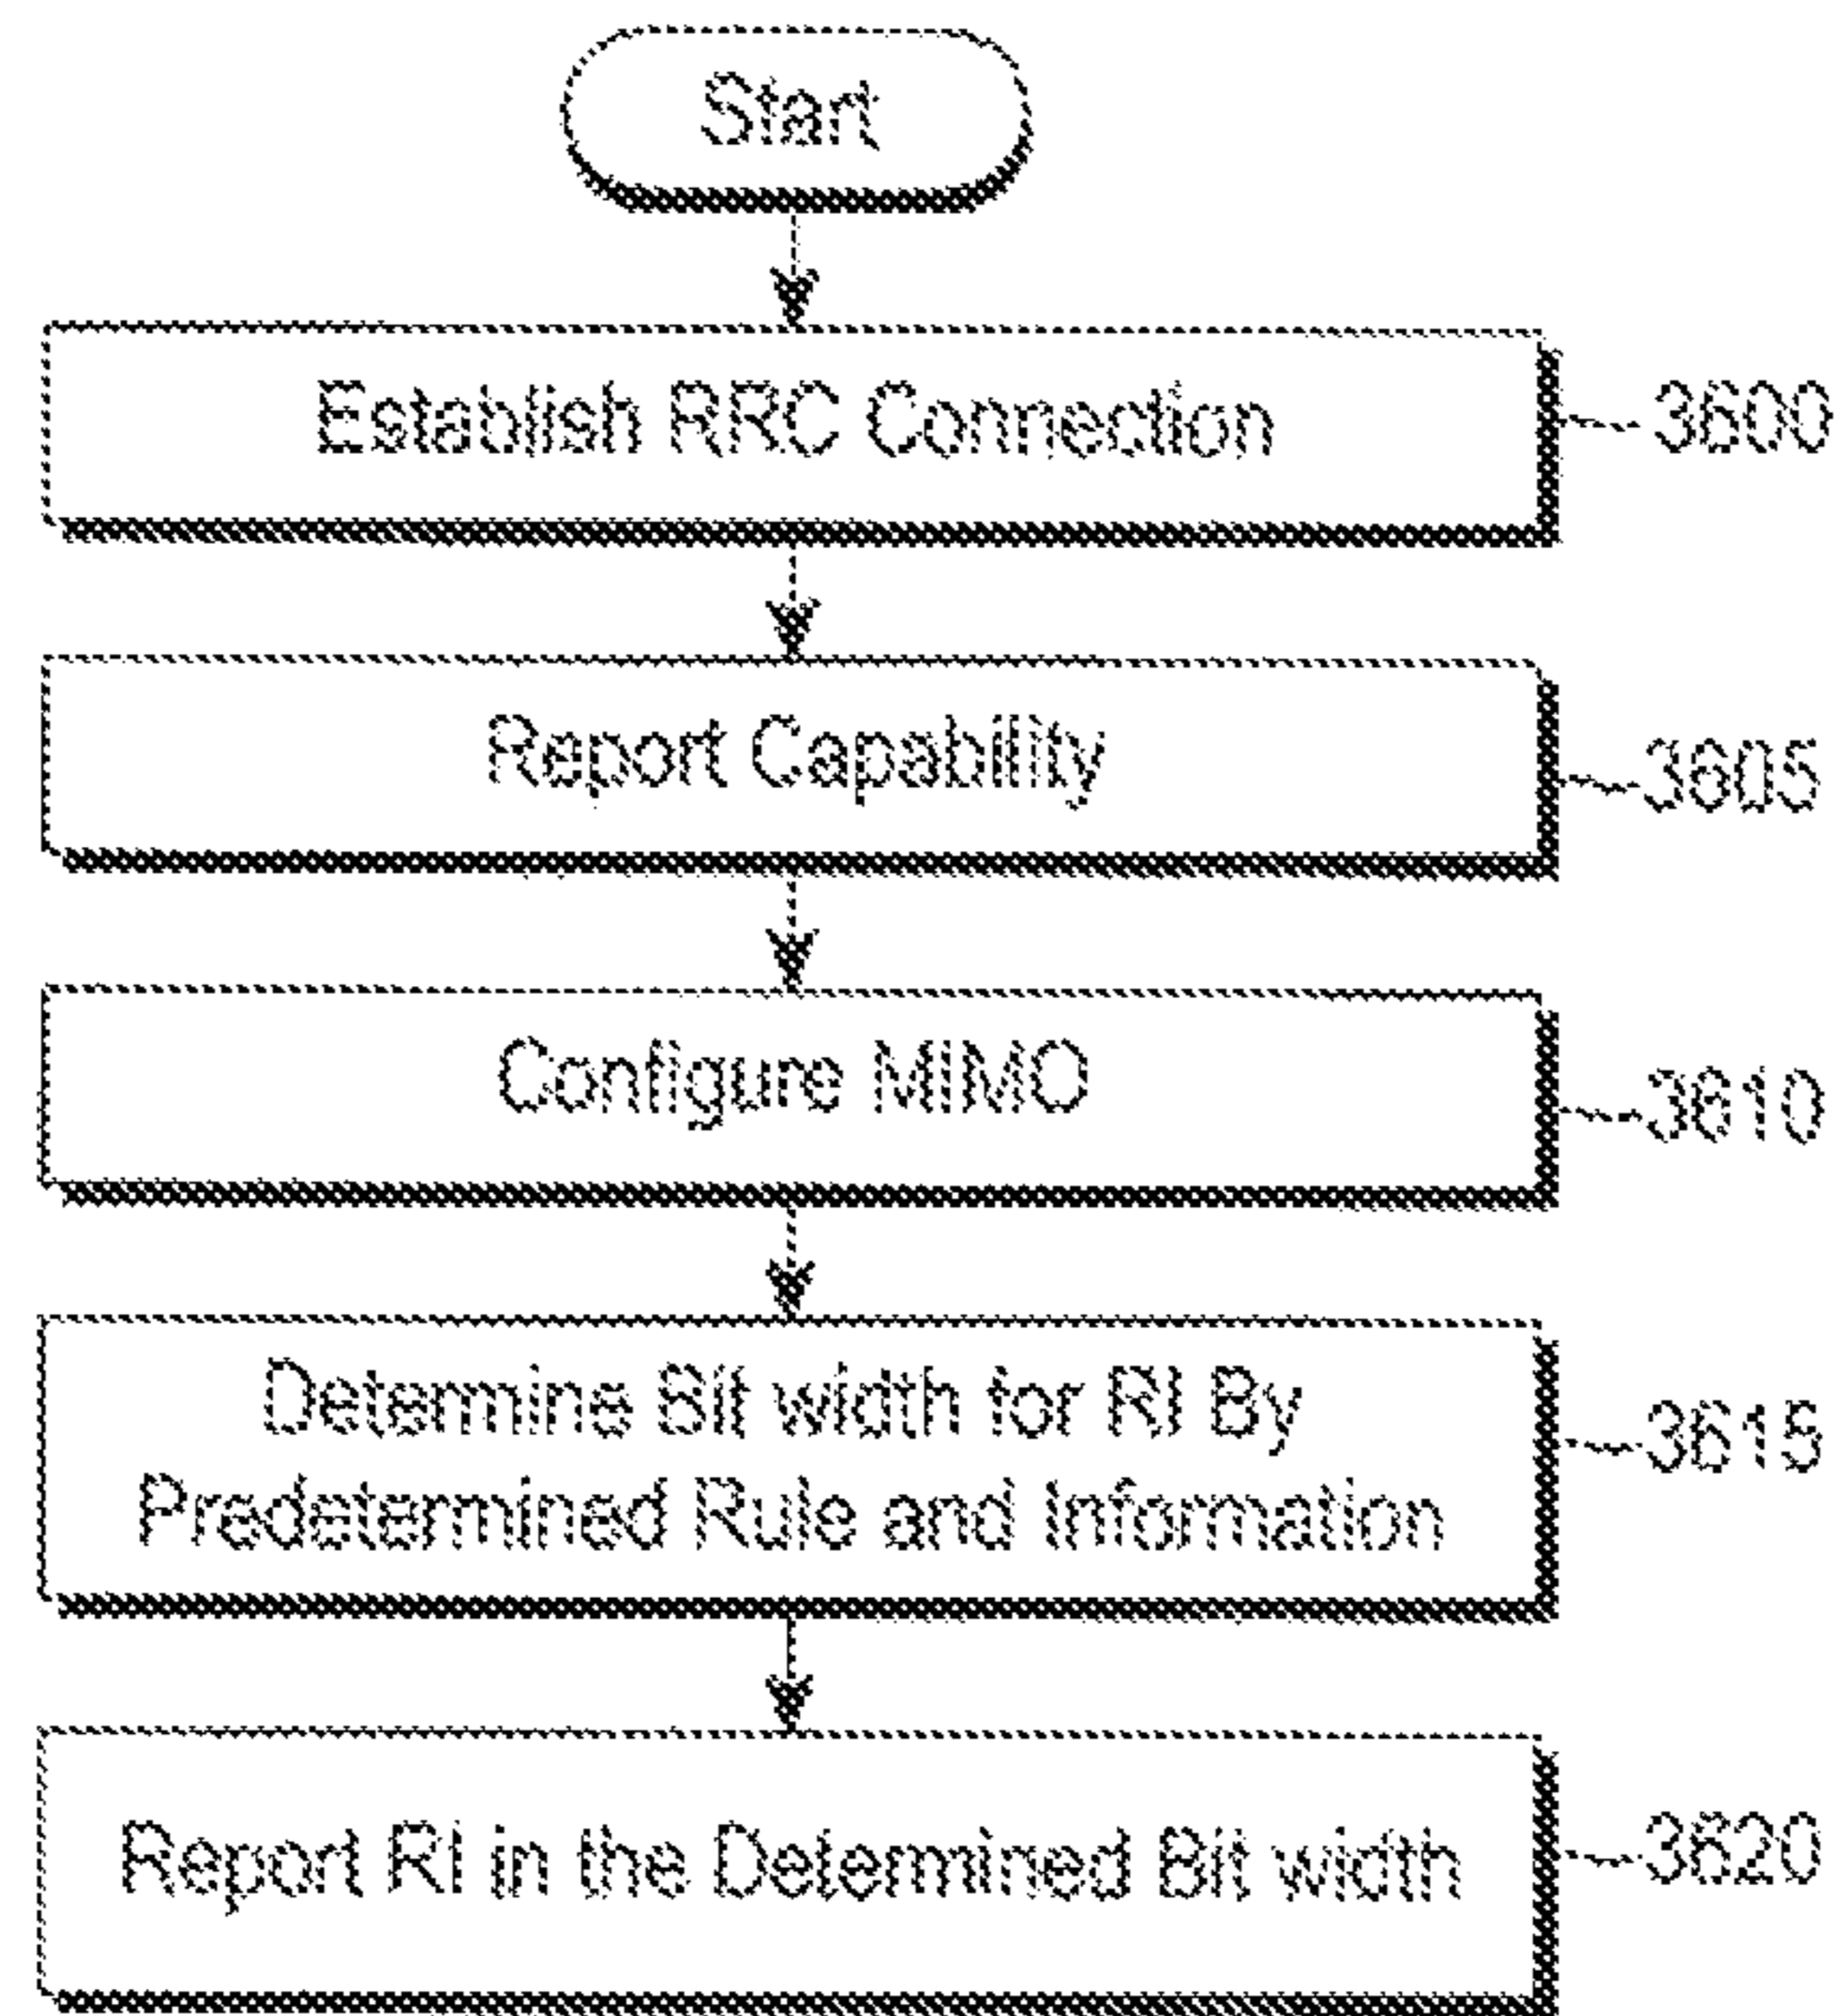 Start
Establish RRC Connection
3600
Report Capability
3605
Configure MIMO
3610
Determine Bit width for RI By
Predetermined Rule and Information
3615
Report RI in the Determined Bit width
3620